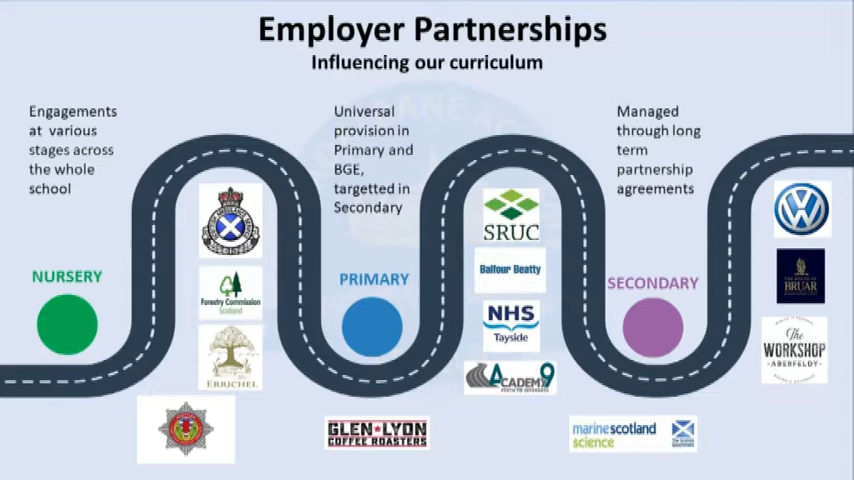 Employer Partnerships
Influencing our curriculum
Engagements
at various
stages across
the whole
school
Universal
provision in
Primary and
BGE,
targetted in
Secondary
Managed
through long
term
partnership
agreements
NURSERY
PRIMARY
SECONDARY
Forestry Commission
Scotland
ERRICHEL
SRUC
Balfour Beatty
NHS
Tayside
ACADEMY9
BRUAR
The
WORKSHOP
ABERFELDY
GLEN LYON
COFFEE ROASTERS
marinescotland
science